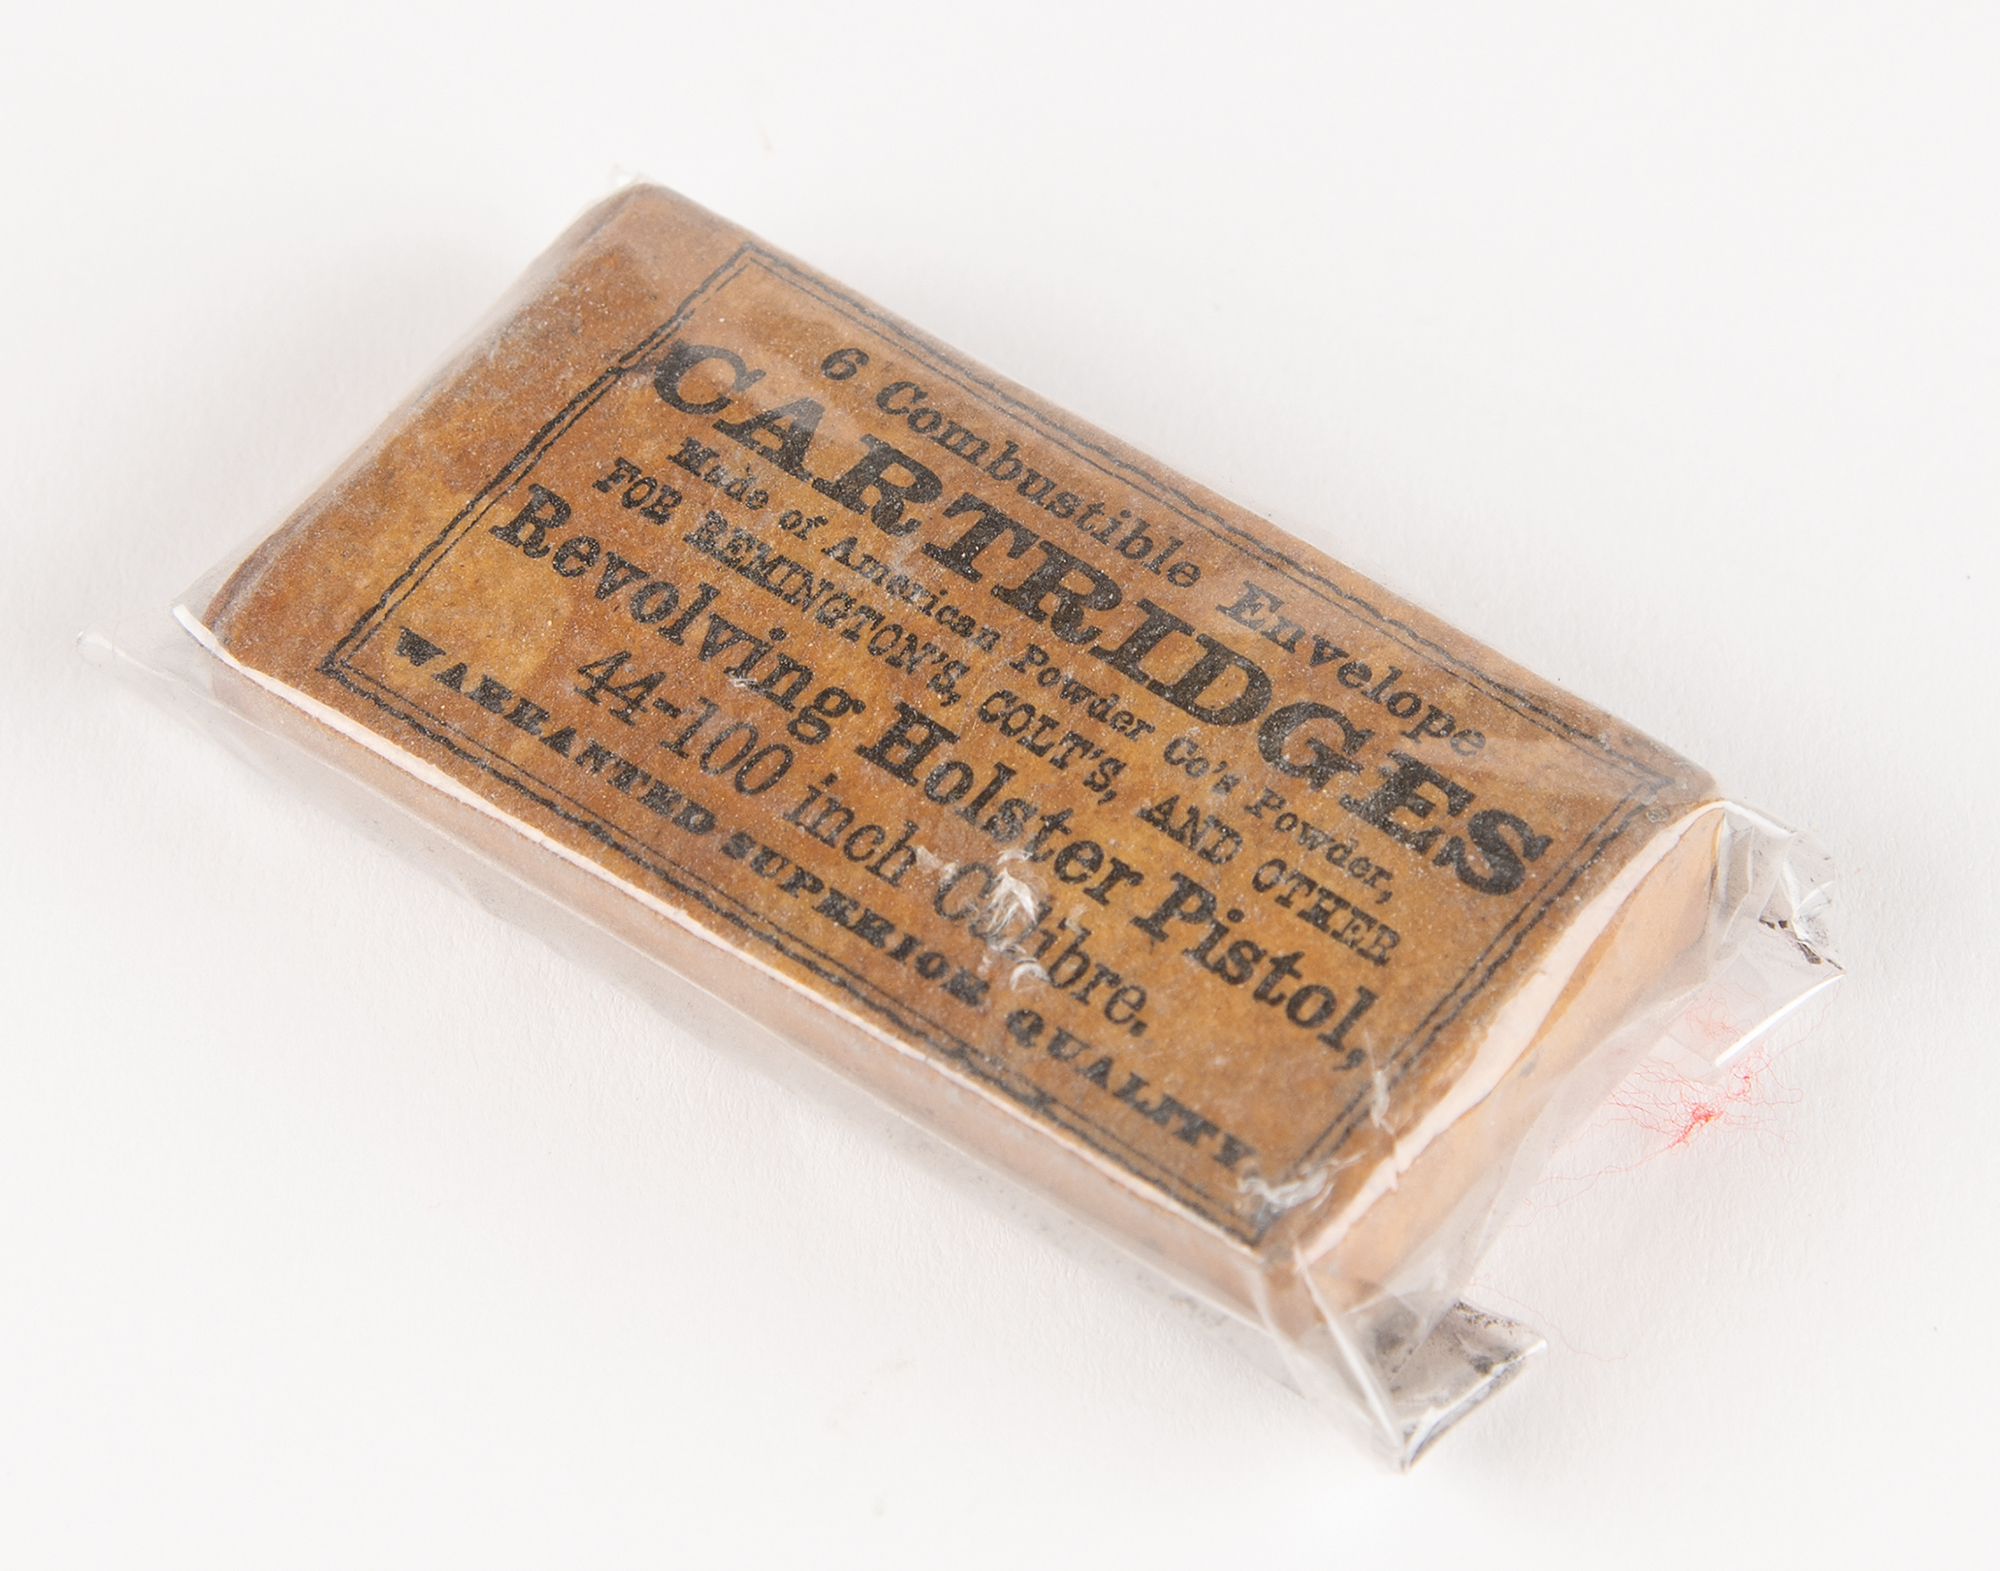 6 Combustible Envelope
CARTRIDGES
Made of American Powder Co's Powder,
FOR REMINGTON'S, COLT'S, AND OTHER
Revolving Holster Pistol,
44-100 inch Calibre.
WARRANTED SUPERIOR QUALITY.